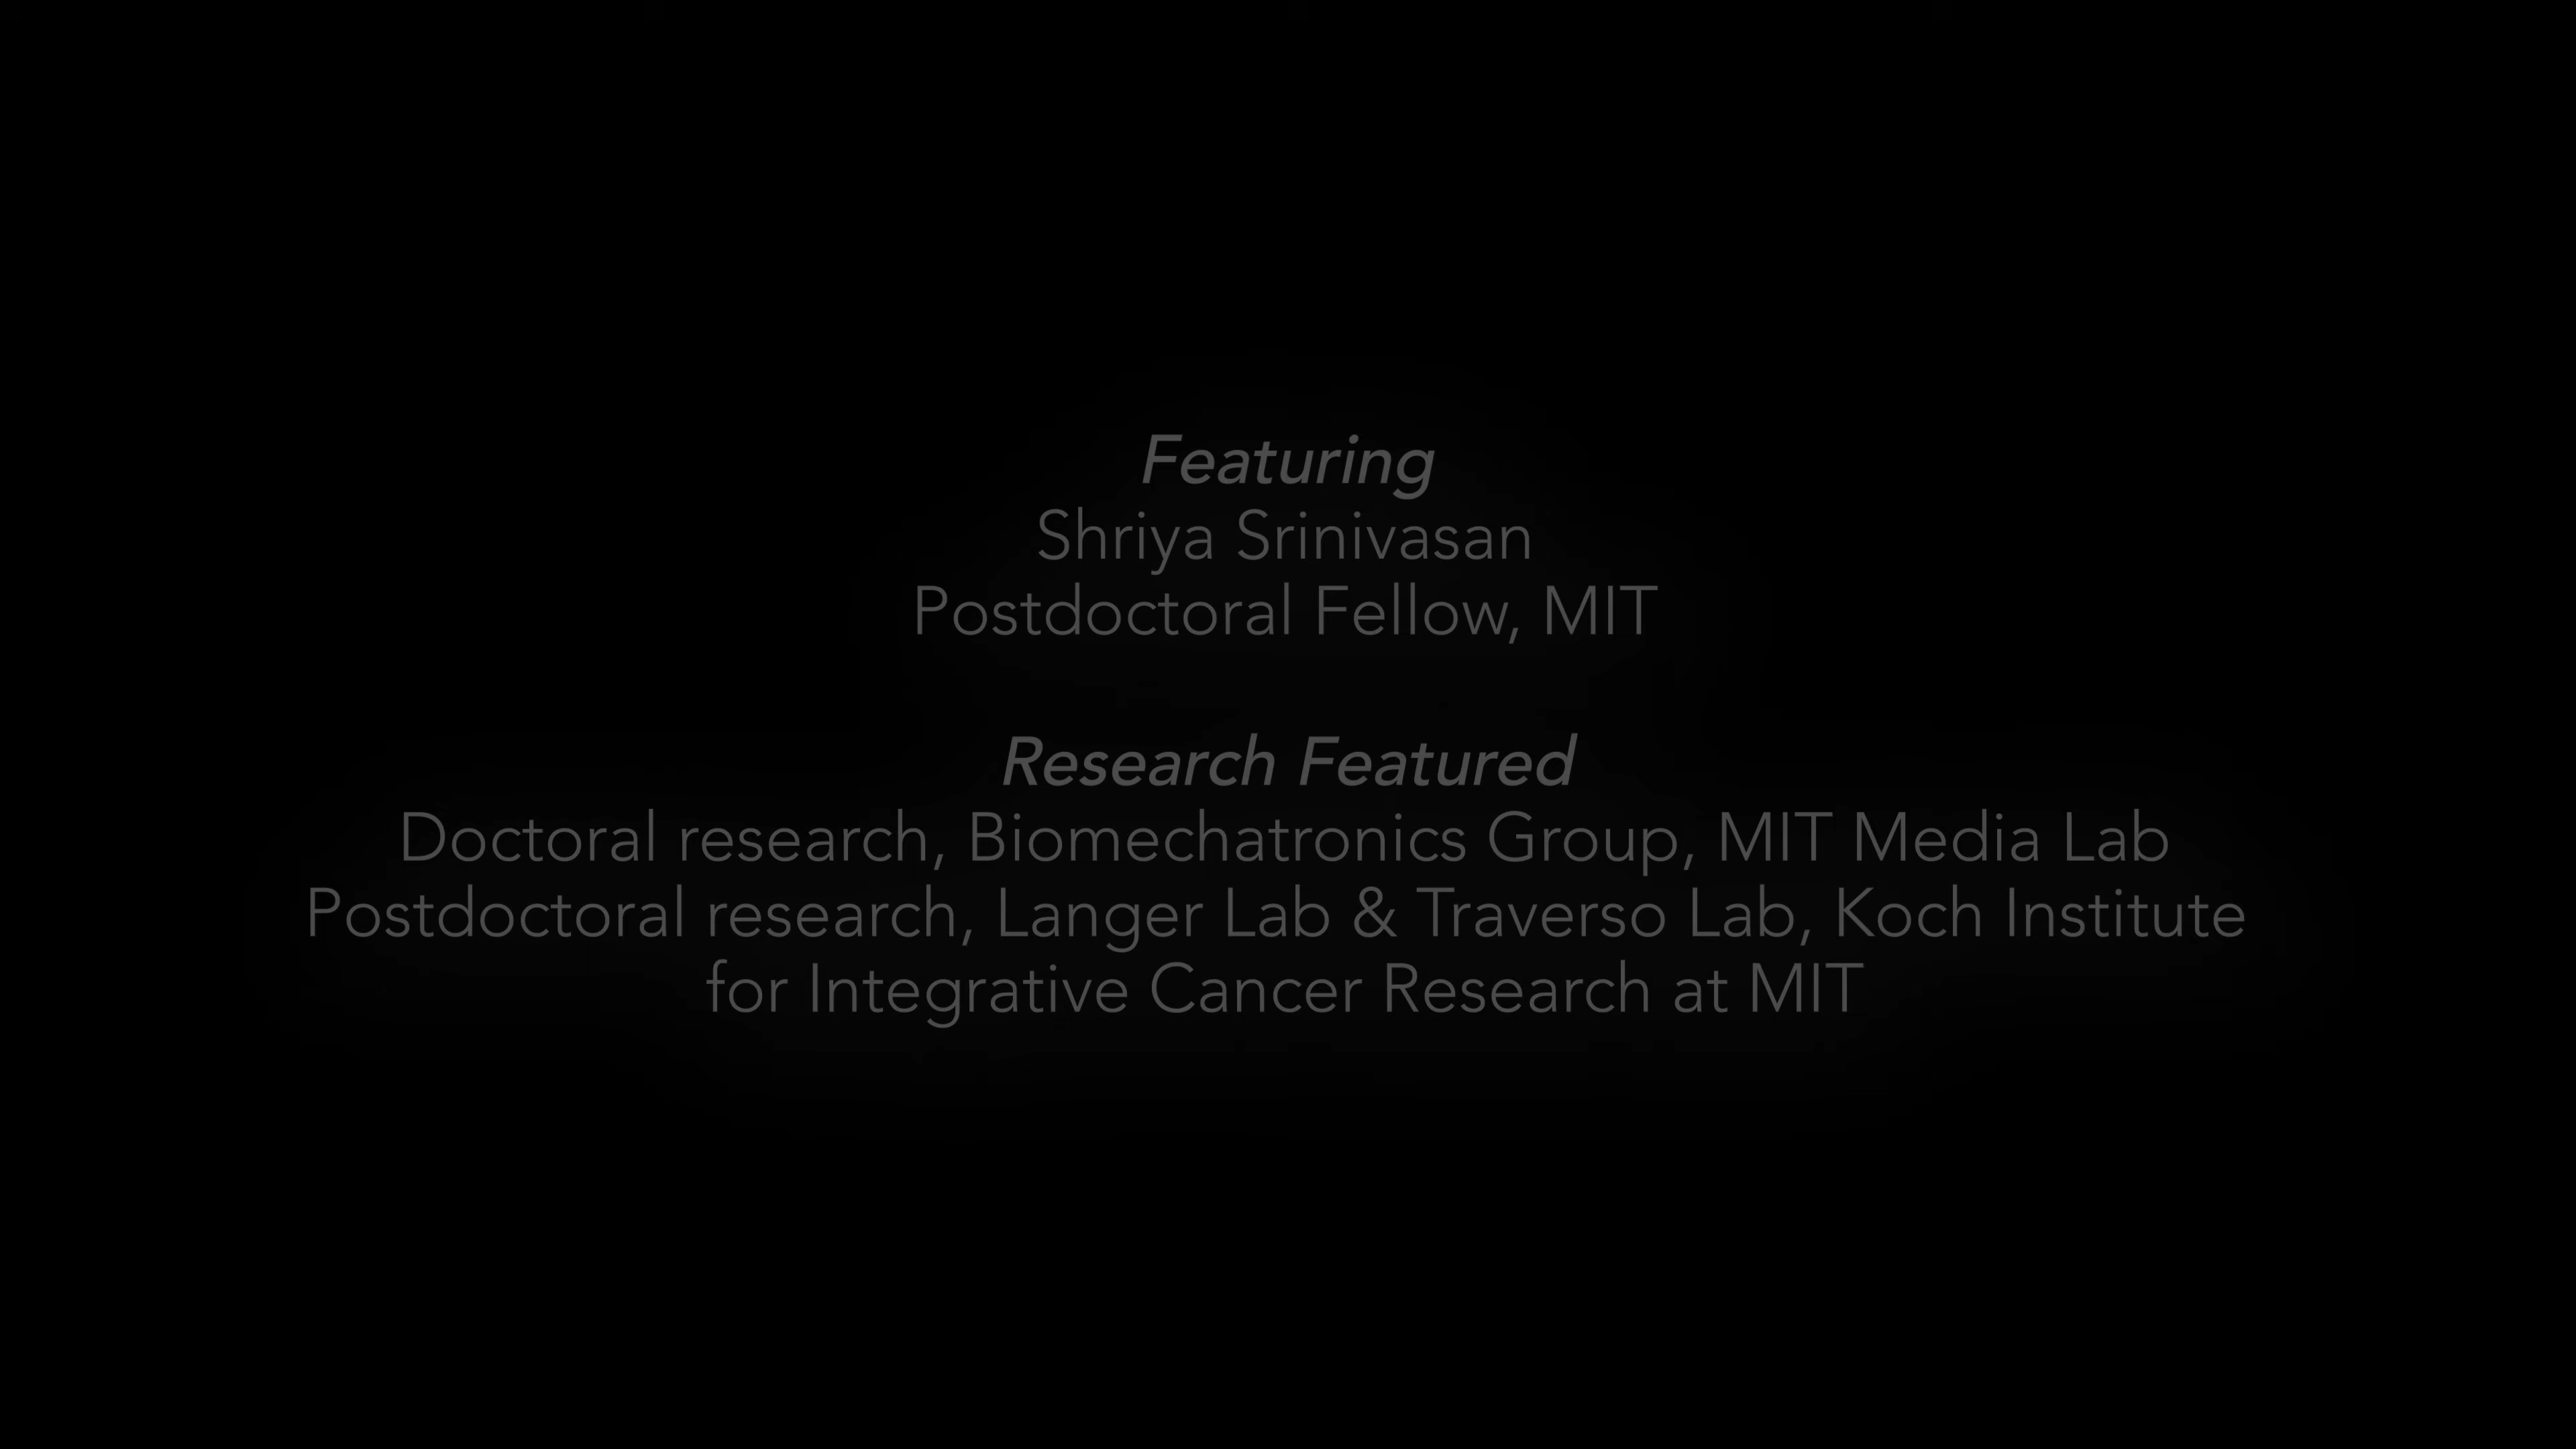 Featuring
Shriya Srinivasan
Postdoctoral Fellow, MIT
Research Featured
Doctoral research, Biomechatronics Group, MIT Media Lab
Postdoctoral research, Langer Lab & Traverso Lab, Koch Institute
for Integrative Cancer Research at MIT